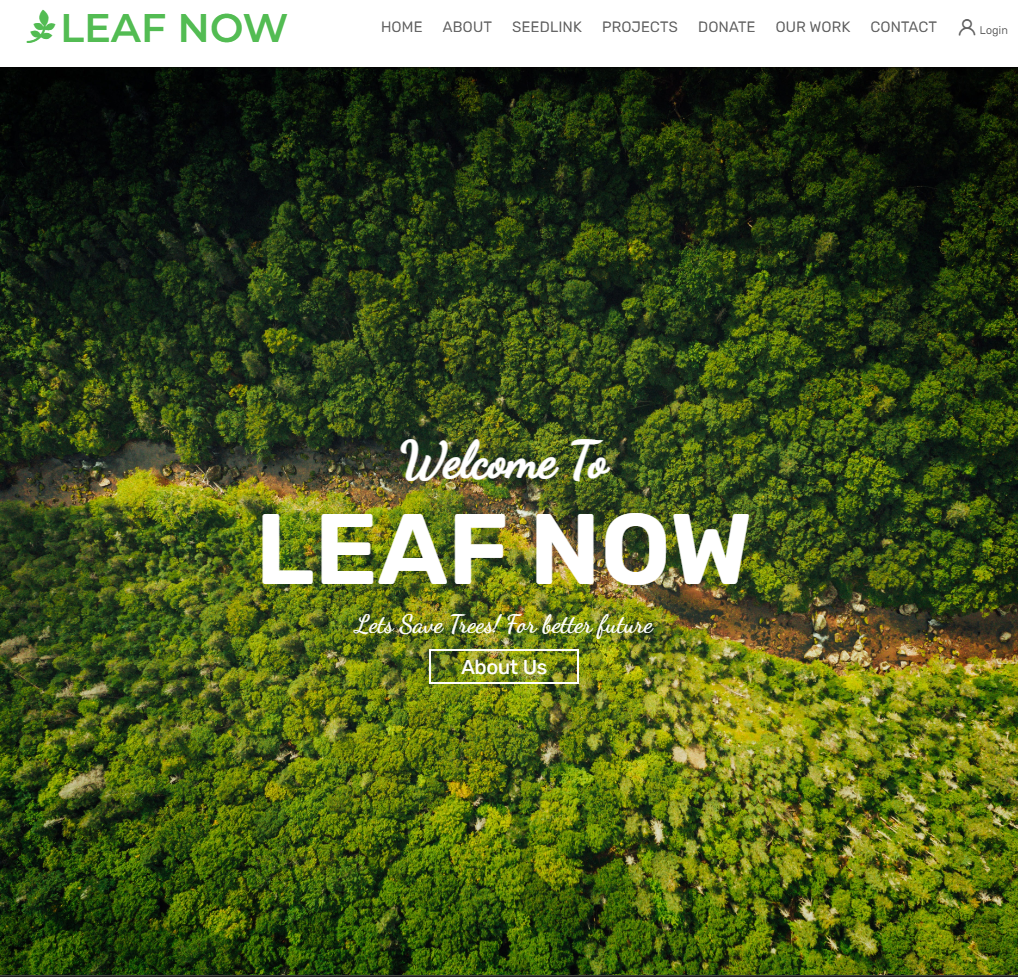 LEAF NOW
HOME ABOUT SEEDLINK PROJECTS DONATE OUR WORK CONTACT Login
Welcome To
LEAF NOW
Lets Save Trees! For better future
About Us